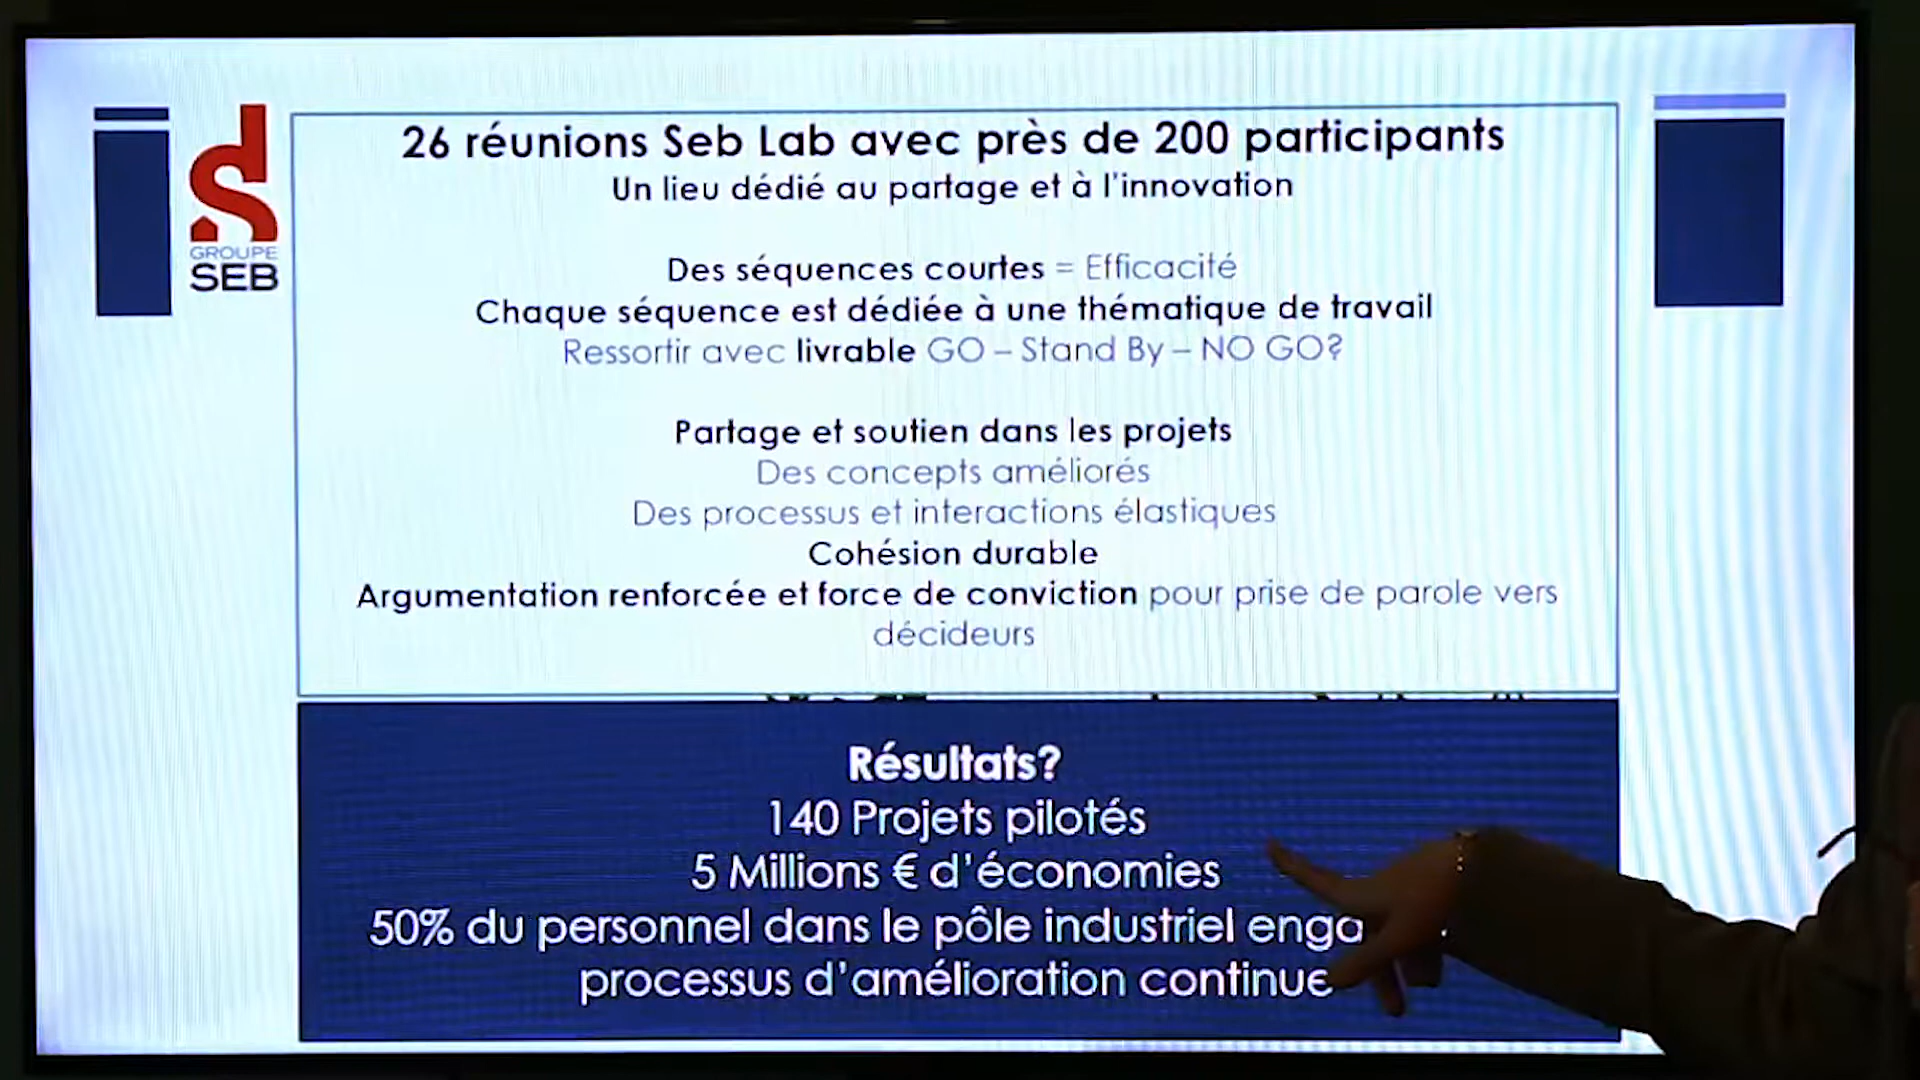 GROUPE
SEB
26 réunions Seb Lab avec près de 200 participants
Un lieu dédié au partage et à l'innovation
Des séquences courtes = Efficacité
Chaque séquence est dédiée à une thématique de travail
Ressortir avec livrable GO – Stand By – NO GO?
Partage et soutien dans les projets
Des concepts améliorés
Des processus et interactions élastiques
Cohésion durable
Argumentation renforcée et force de conviction pour prise de parole vers
décideurs
Résultats?
140 Projets pilotés
5 Millions € d'économies
50% du personnel dans le pôle industriel
processus d'amélioration continue